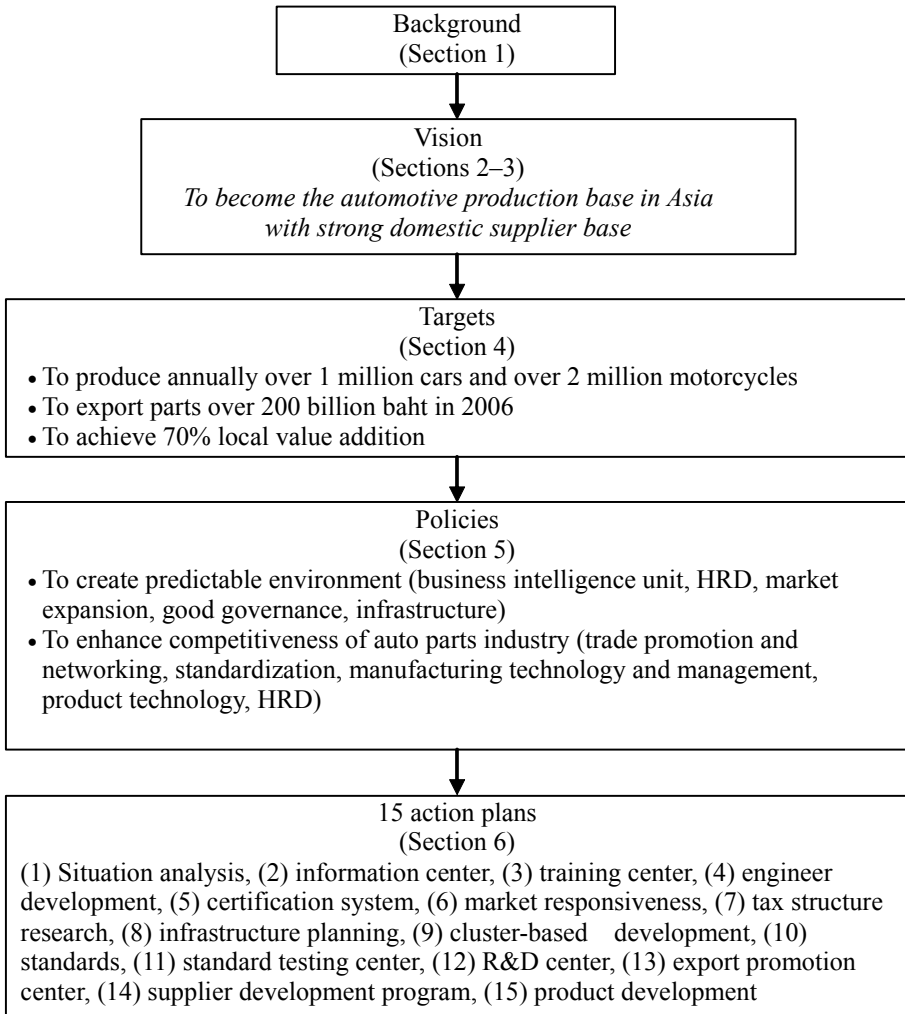 Background
(Section 1)
Vision
(Sections 2–3)
To become the automotive production base in Asia
with strong domestic supplier base
Targets
(Section 4)
• To produce annually over 1 million cars and over 2 million motorcycles
• To export parts over 200 billion baht in 2006
• To achieve 70% local value addition
Policies
(Section 5)
• To create predictable environment (business intelligence unit, HRD, market
expansion, good governance, infrastructure)
• To enhance competitiveness of auto parts industry (trade promotion and
networking, standardization, manufacturing technology and management,
product technology, HRD)
15 action plans
(Section 6)
(1) Situation analysis, (2) information center, (3) training center, (4) engineer
development, (5) certification system, (6) market responsiveness, (7) tax structure
research, (8) infrastructure planning, (9) cluster-based development, (10)
standards, (11) standard testing center, (12) R&D center, (13) export promotion
center, (14) supplier development program, (15) product development